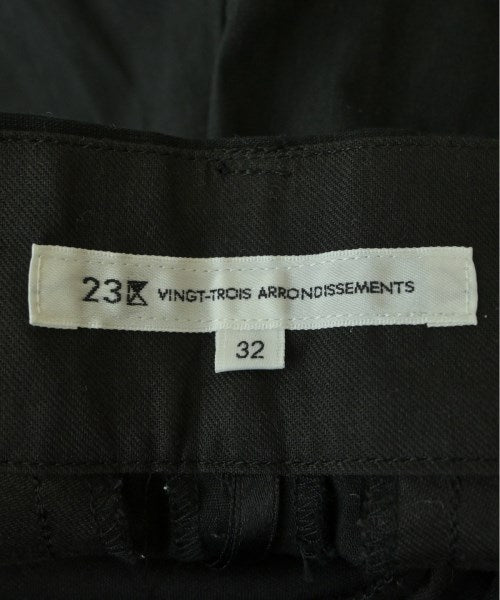 23区 VINGT-TROIS ARRONDISSEMENTS
32